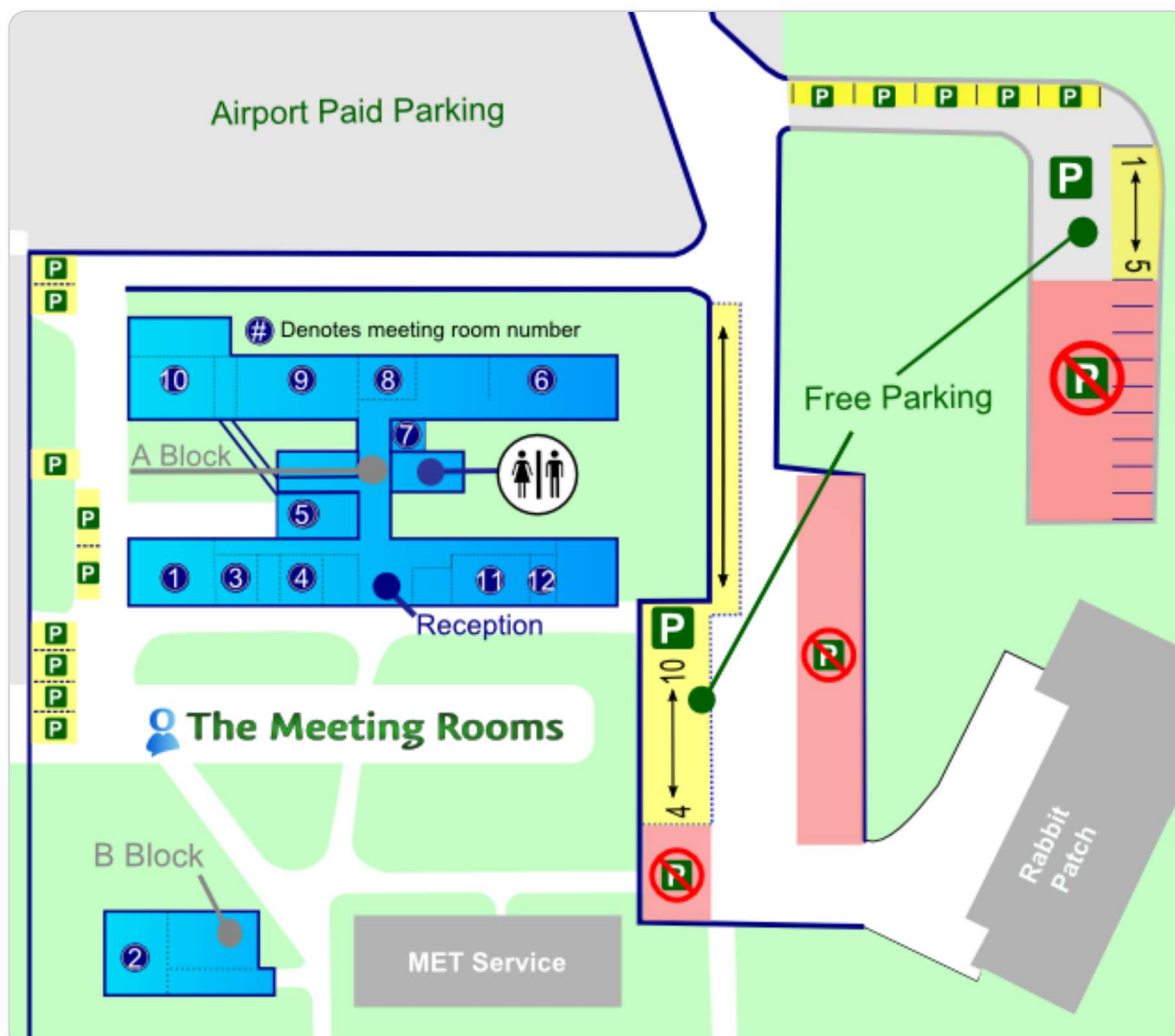 Airport Paid Parking
P P P P P
P
1
5
P
P
# Denotes meeting room number
10 9 8 6
P
Free Parking
7
A Block
P
5
P
P
1 3 4 11 12
Reception
P
P
P
P
P
10
4
P
The Meeting Rooms
P
P
B Block
2
MET Service
Rabbit
Patch